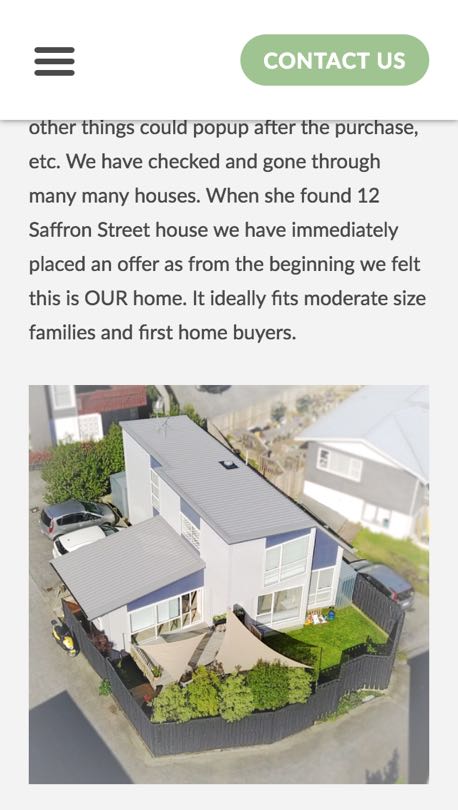 CONTACT US
other things could popup after the purchase,
etc. We have checked and gone through
many many houses. When she found 12
Saffron Street house we have immediately
placed an offer as from the beginning we felt
this is OUR home. It ideally fits moderate size
families and first home buyers.